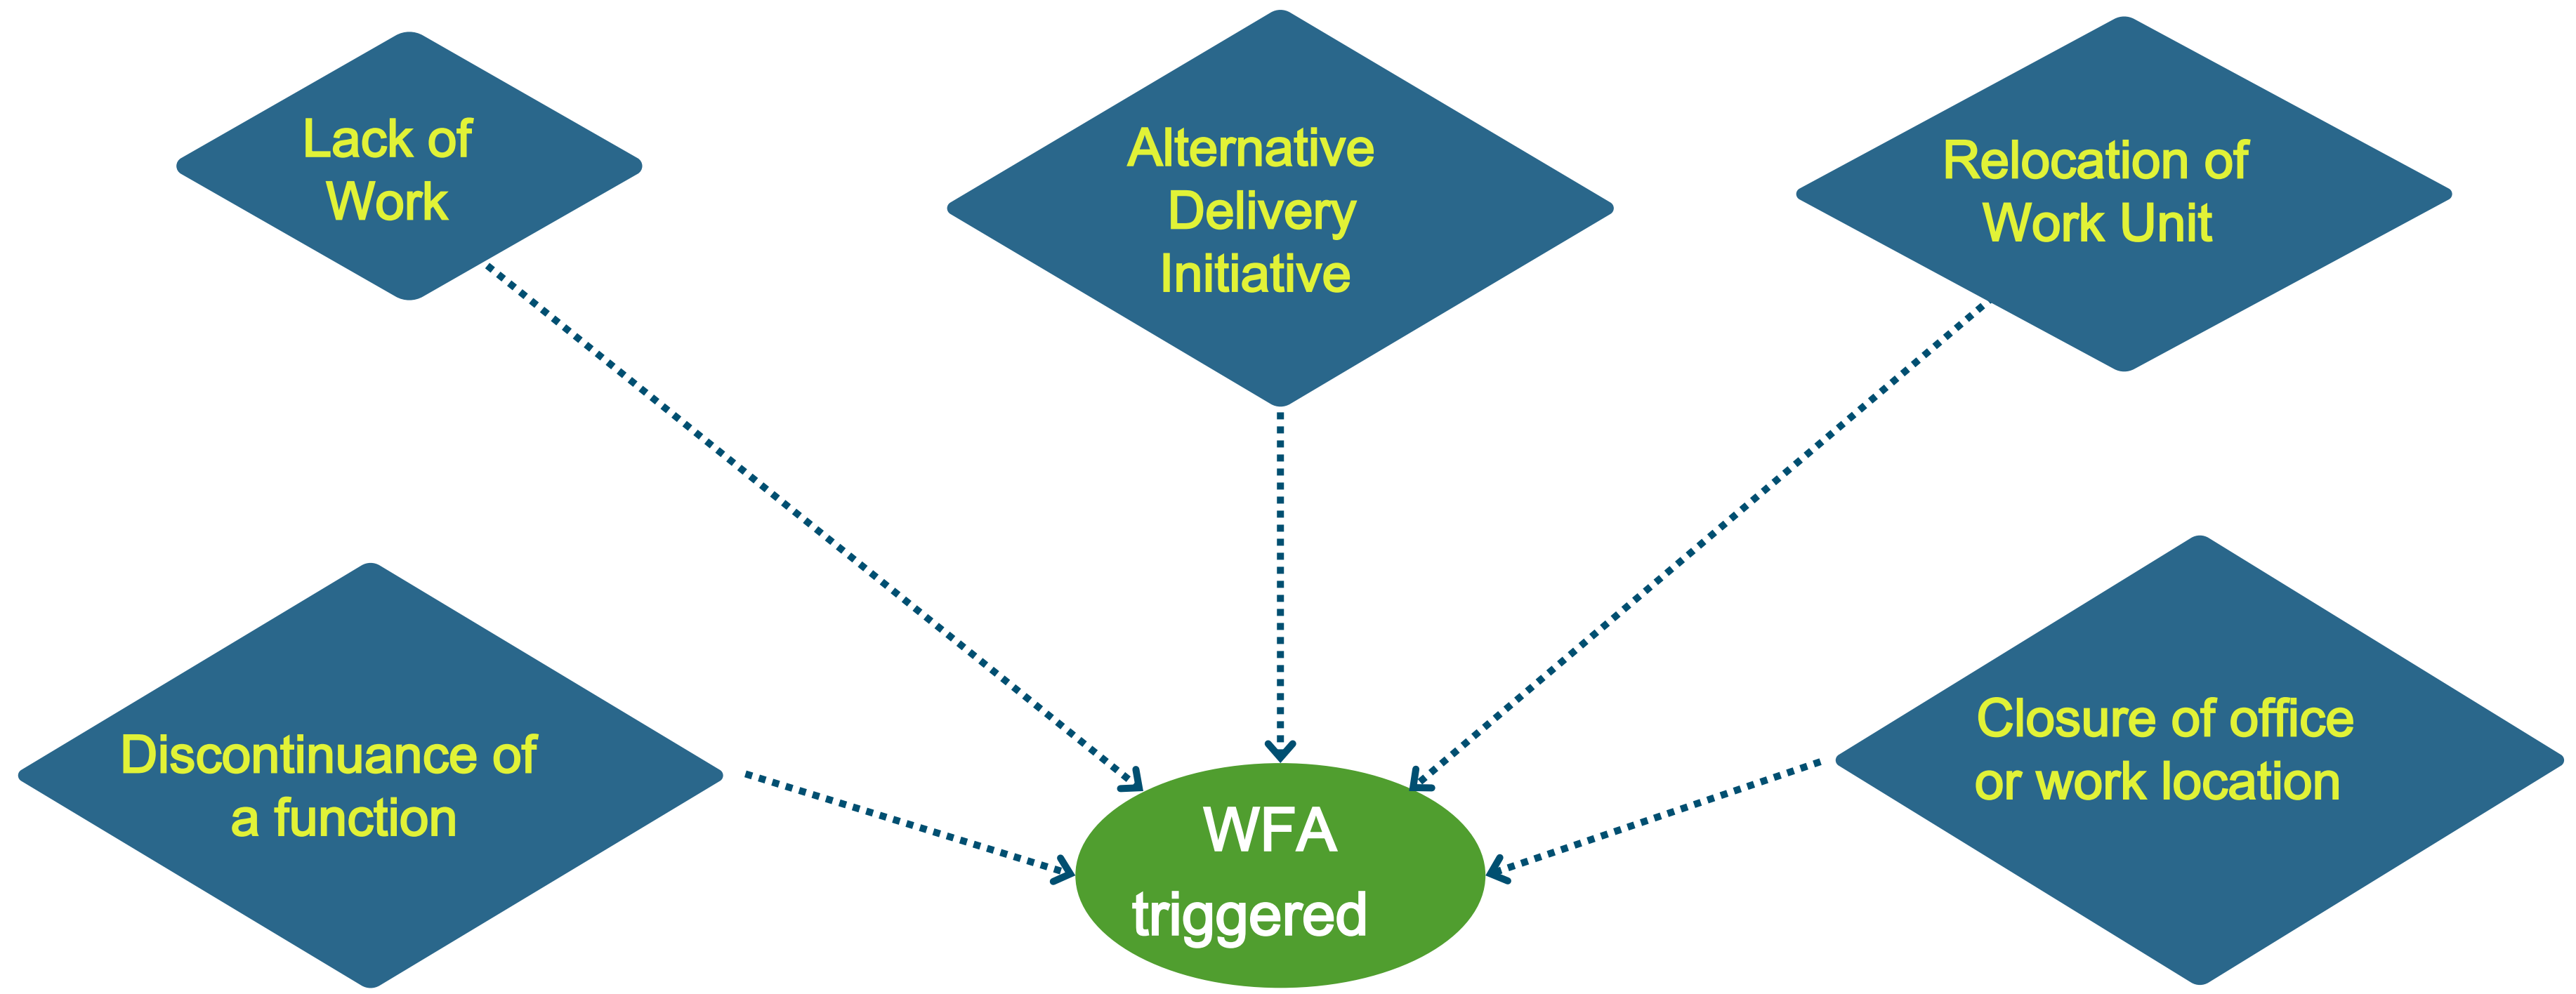 Lack of
Work
Alternative
Delivery
Initiative
Relocation of
Work Unit
Discontinuance of
a function
WFA
triggered
Closure of office
or work location